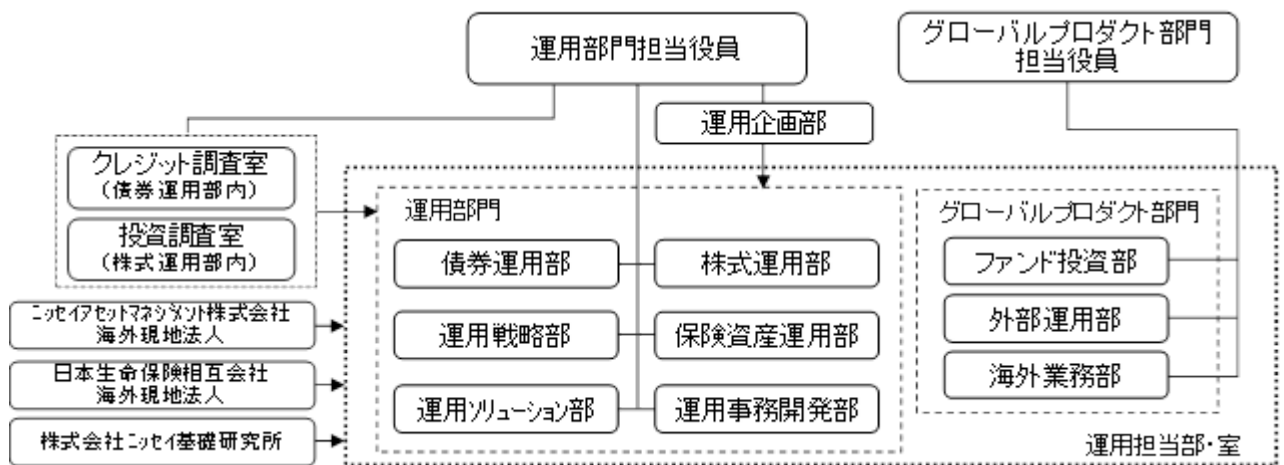 運用部門担当役員
グローバルプロダクト部門
担当役員
運用企画部
クレジット調査室
(債券運用部内)
投資調査室
(株式運用部内)
運用部門
グローバルプロダクト部門
債券運用部
株式運用部
ファンド投資部
ニッセイアセットマネジメント株式会社
海外現地法人
運用戦略部
保険資産運用部
外部運用部
日本生命保険相互会社
海外現地法人
海外業務部
運用ソリューション部
運用事務開発部
株式会社ニッセイ基礎研究所
運用担当部・室